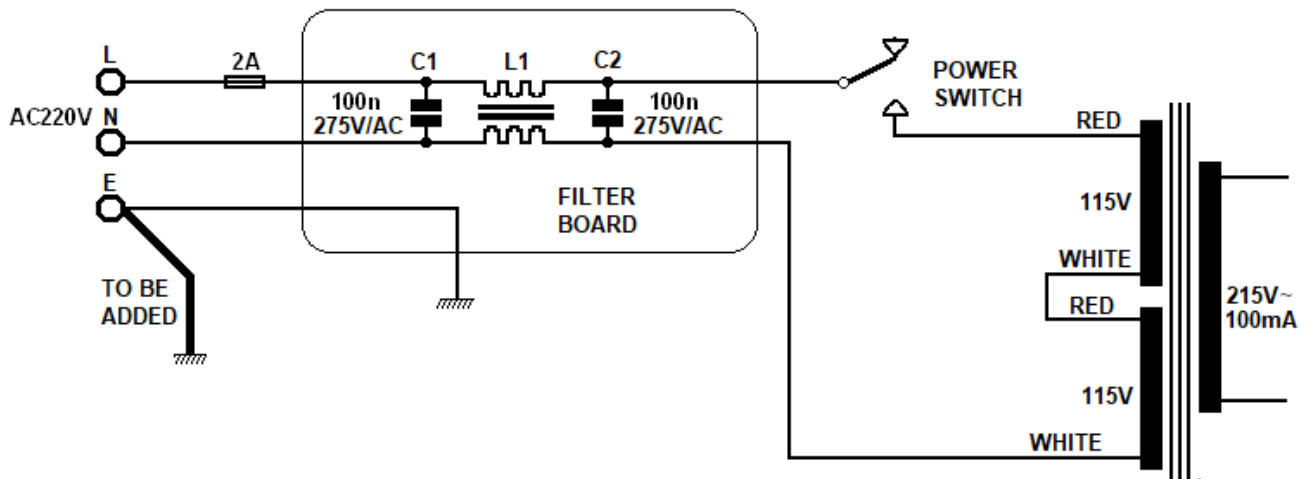 L
2A
C1
L1
C2
POWER
SWITCH
AC220V N
100n
275V/AC
100n
275V/AC
RED
E
FILTER
BOARD
115V
TO BE
ADDED
WHITE
RED
215V~
100mA
115V
WHITE